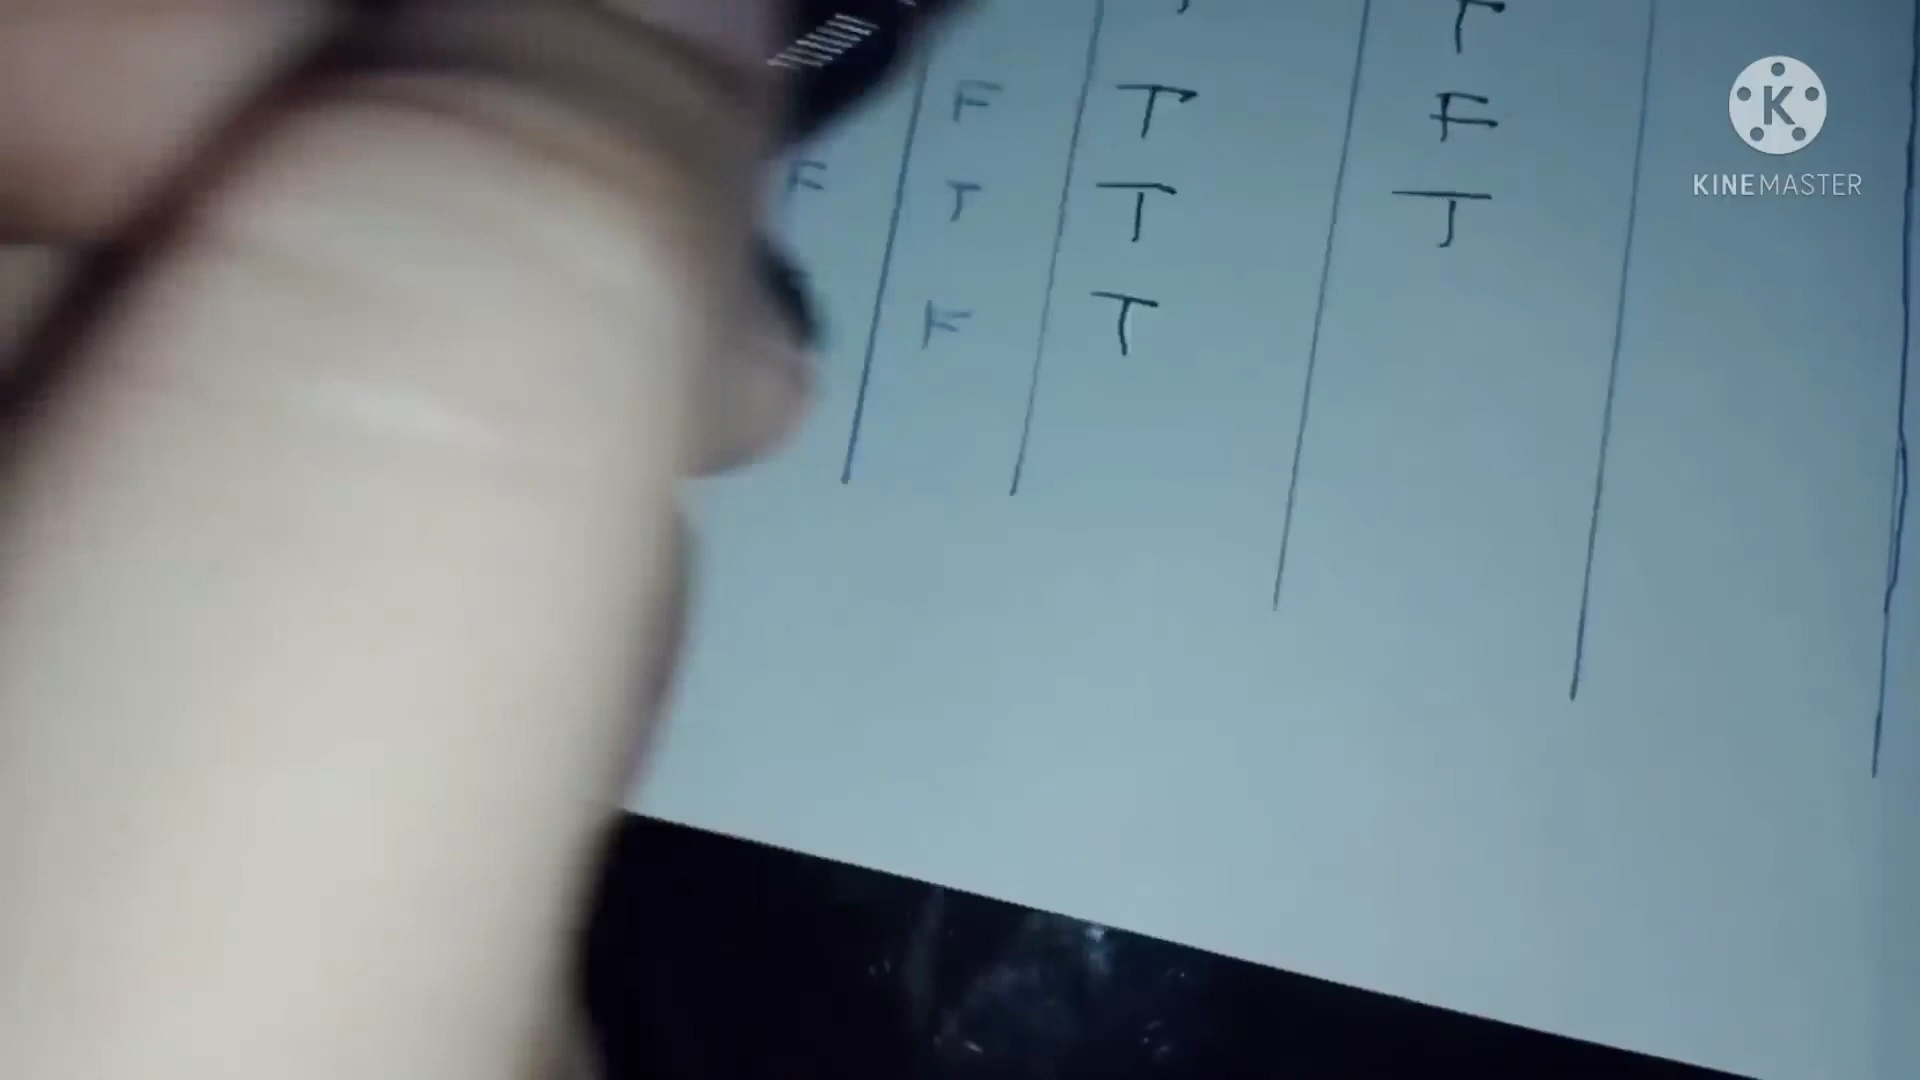 T
F T F
F T T T
F T
K
KINEMASTER